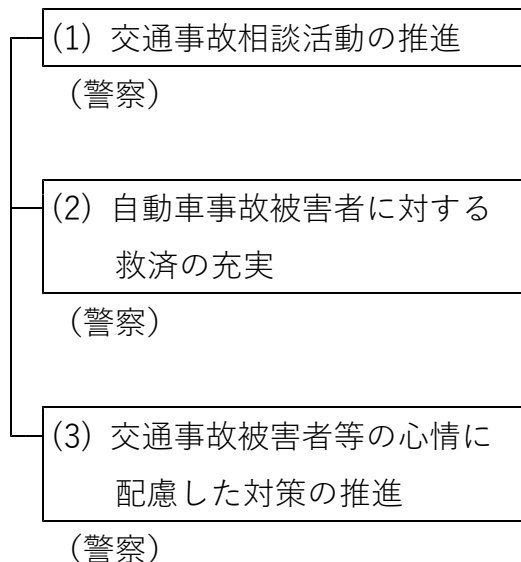 (1) 交通事故相談活動の推進
（警察）
(2) 自動車事故被害者に対する
救済の充実
（警察）
(3) 交通事故被害者等の心情に
配慮した対策の推進
（警察）